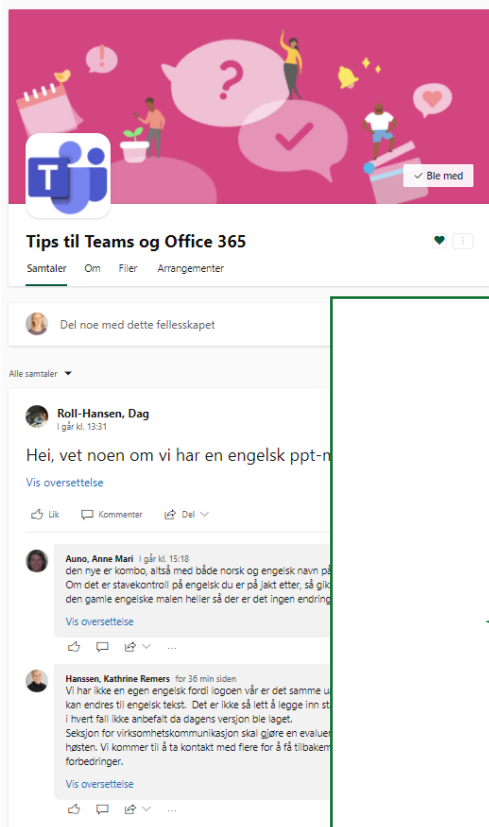 Ble med
T
Tips til Teams og Office 365
Samtaler Om Filer Arrangementer
Del noe med dette fellesskapet
Alle samtaler
Roll-Hansen, Dag
I går kl. 13:31
Hei, vet noen om vi har en engelsk ppt-m
Vis oversettelse
Lik Kommenter Del
Auno, Anne Mari I går kl. 15:18
den nye er kombo, altså med både norsk og engelsk navn på
Om det er stavekontroll på engelsk du er på jakt etter, så gik
den gamle engelske malen heller så der er det ingen endring
Vis oversettelse
Hanssen, Kathrine Remers for 36 min siden
Vi har ikke en egen engelsk fordi logoen vår er det samme u
kan endres til engelsk tekst. Det er ikke så lett å legge inn st
i hvert fall ikke anbefalt da dagens versjon ble laget.
Seksjon for virksomhetskommunikasjon skal gjøre en evaluer
høsten. Vi kommer til å ta kontakt med flere for å få tilbakem
forbedringer.
Vis oversettelse